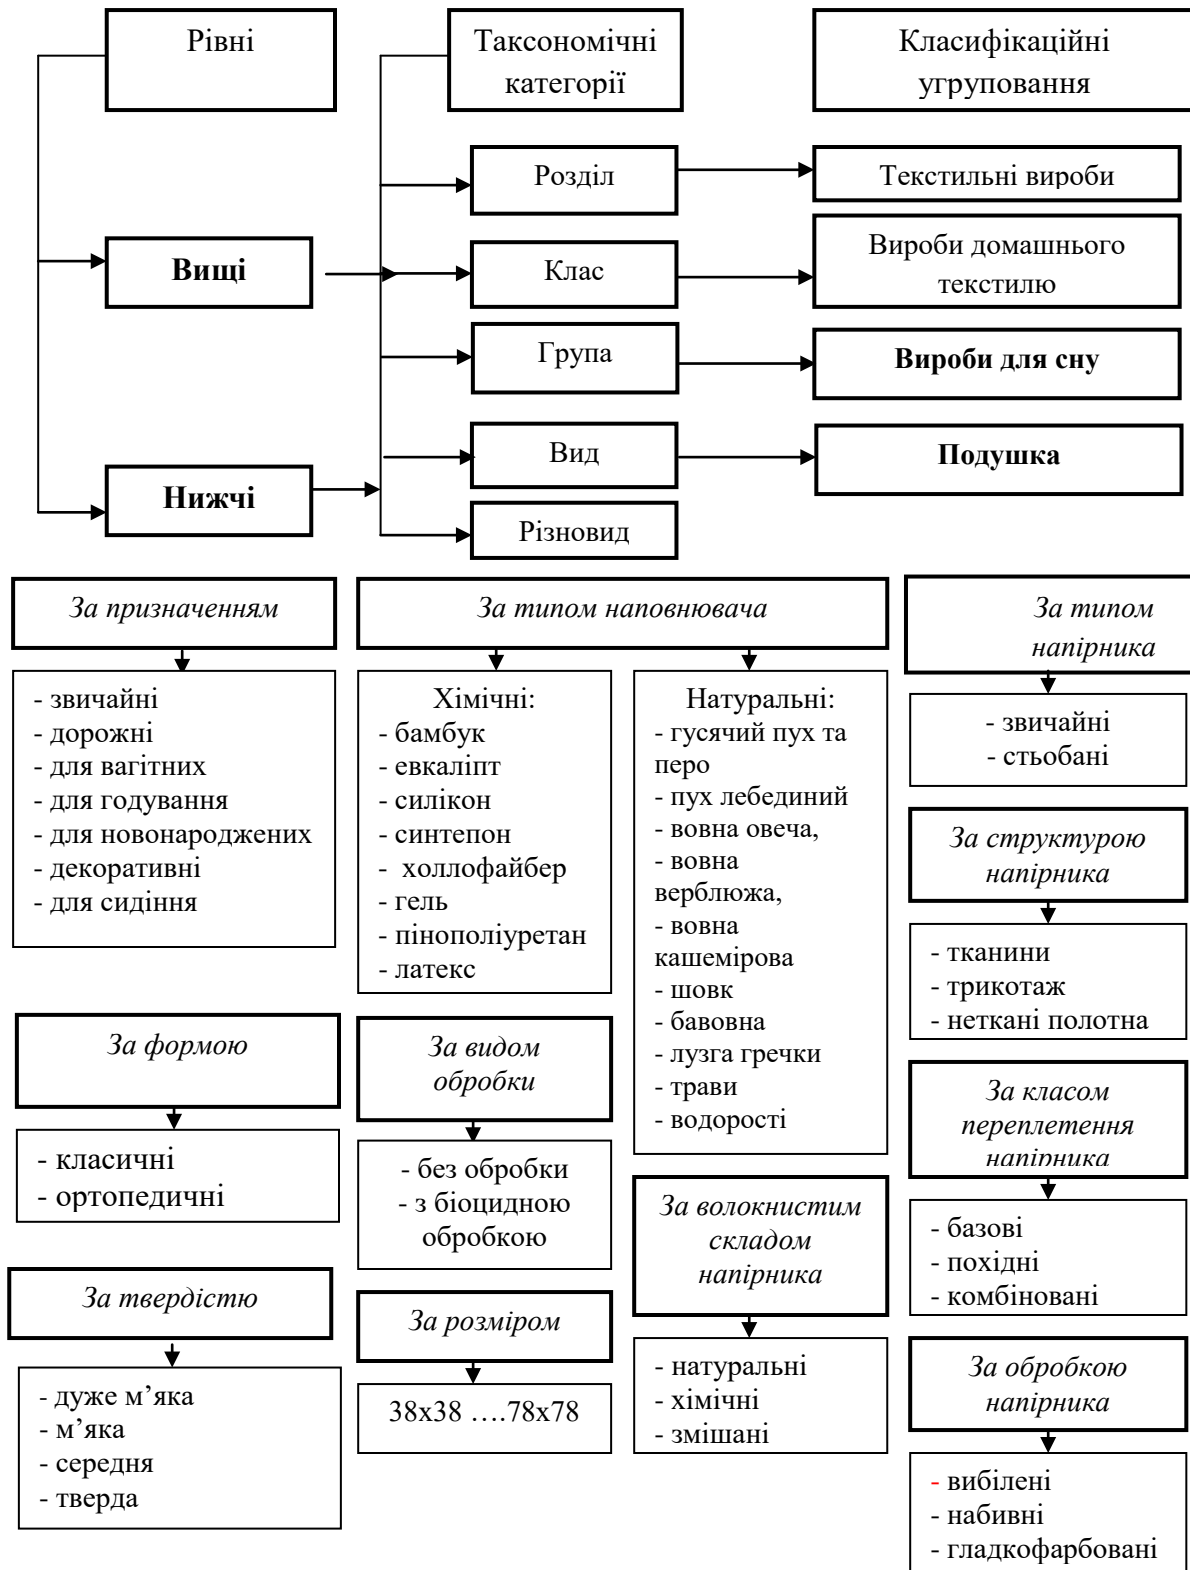 Рівні
Таксономічні
категорії
Класифікаційні
угруповання
Розділ
Текстильні вироби
Вищі
Клас
Вироби домашнього
текстилю
Група
Вироби для сну
Вид
Подушка
Нижчі
Різновид
За призначенням
- звичайні
- дорожні
- для вагітних
- для годування
- для новонароджених
- декоративні
- для сидіння
За формою
- класичні
- ортопедичні
За твердістю
- дуже м’яка
- м’яка
- середня
- тверда
За типом наповнювача
Хімічні:
- бамбук
- евкаліпт
- силікон
- синтепон
- холлофайбер
- гель
- пінополіуретан
- латекс
За видом
обробки
- без обробки
- з біоцидною
обробкою
За розміром
38х38 ….78х78
Натуральні:
- гусячий пух та
перо
- пух лебединий
- вовна овеча,
- вовна
верблюжа,
- вовна
кашемірова
- шовк
- бавовна
- лузга гречки
- трави
- водорості
За волокнистим
складом
напірника
- натуральні
- хімічні
- змішані
За типом
напірника
- звичайні
- стьобані
За структурою
напірника
- тканини
- трикотаж
- неткані полотна
За класом
переплетення
напірника
- базові
- похідні
- комбіновані
За обробкою
напірника
- вибілені
- набивні
- гладкофарбовані